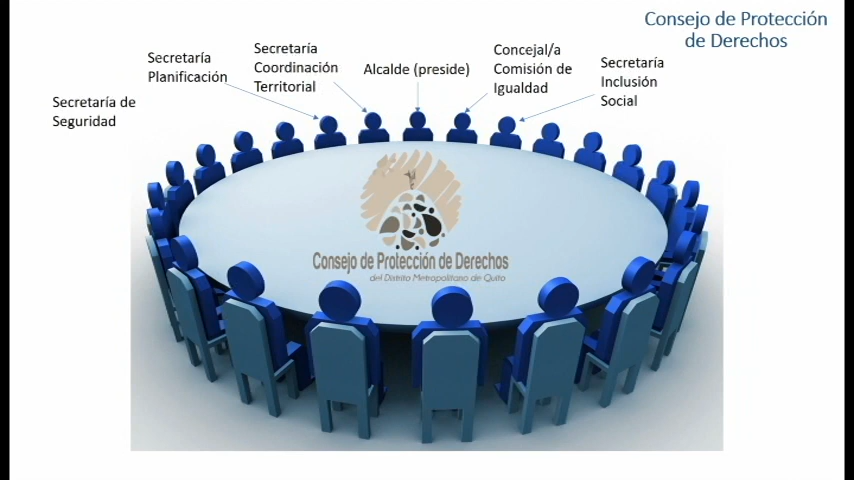 Consejo de Protección
de Derechos
Secretaría de
Seguridad
Secretaría
Planificación
Secretaría
Coordinación
Territorial
Alcalde (preside)
Concejal/a
Comisión de
Igualdad
Secretaría
Inclusión
Social
Consejo de Protección de Derechos
del Distrito Metropolitano de Quito